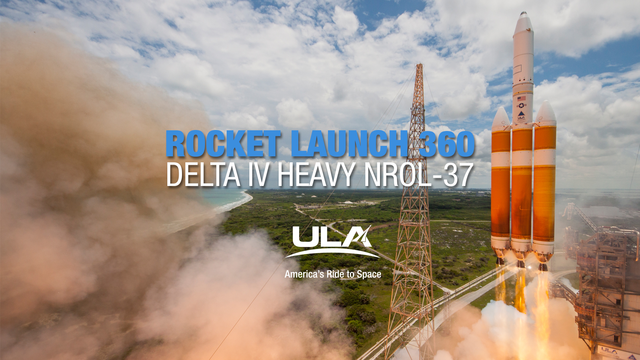 ROCKET LAUNCH 360
DELTA IV HEAVY NROL-37
ULA
America's Ride to Space